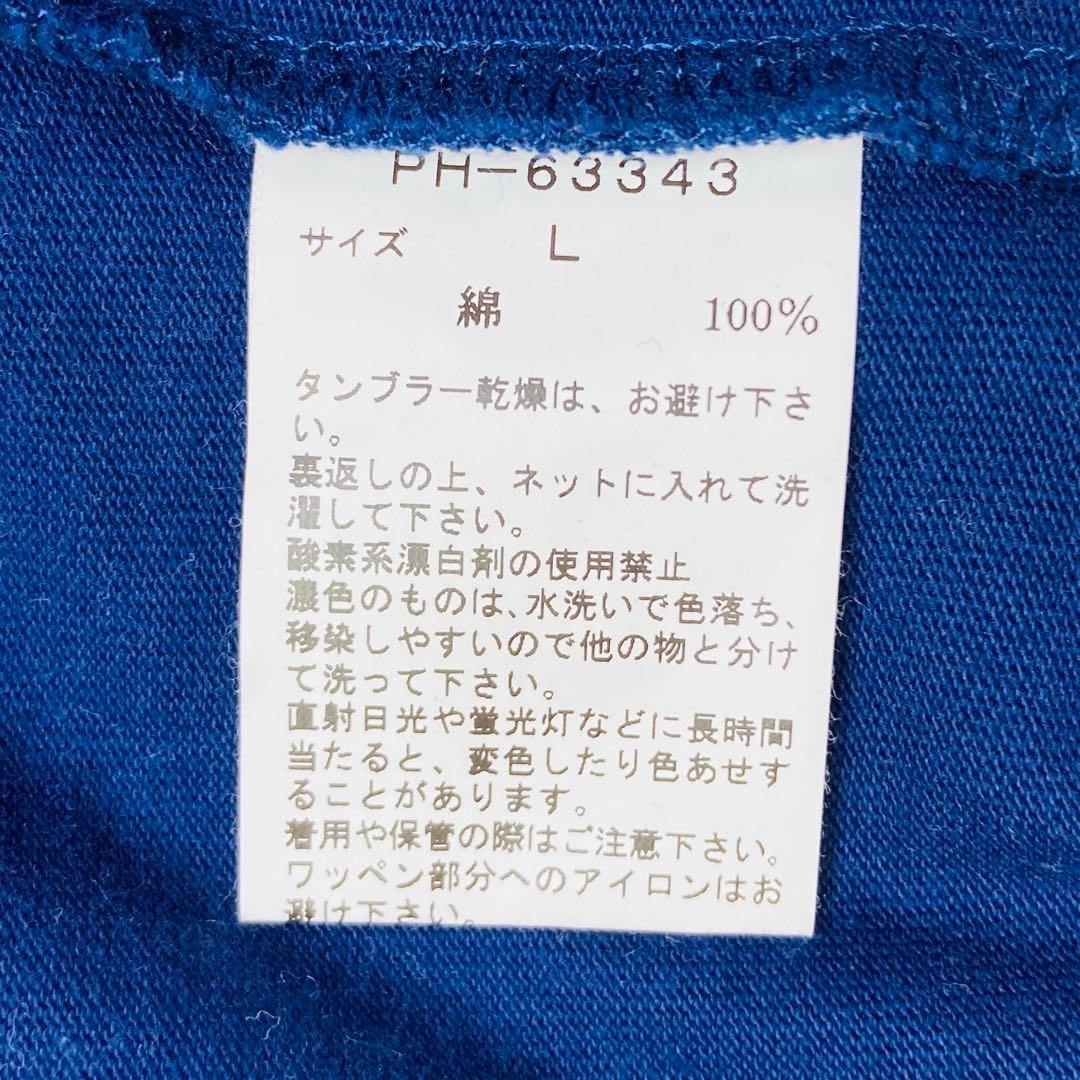 PH-63343
サイズ L
綿 100%
タンブラー乾燥は、お避け下さ
い。
裏返しの上、ネットに入れて洗
濯して下さい。
酸素系漂白剤の使用禁止
濃色のものは、水洗いで色落ち、
移染しやすいので他の物と分け
て洗って下さい。
直射日光や蛍光灯などに長時間
当たると、変色したり色あせす
ることがあります。
着用や保管の際はご注意下さい。
ワッペン部分へのアイロンはお
避け下さい。